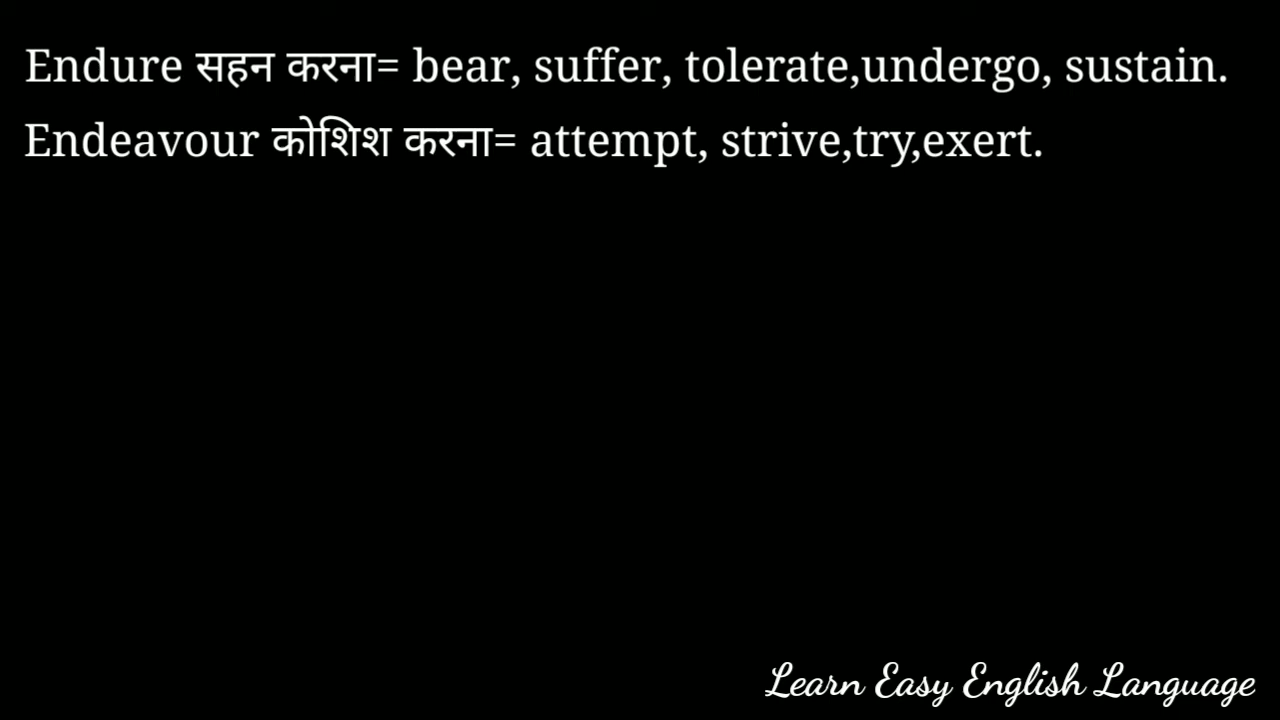 Endure सहन करना= bear, suffer, tolerate,undergo, sustain.
Endeavour कोशिश करना= attempt, strive,try,exert.
Learn Easy English Language